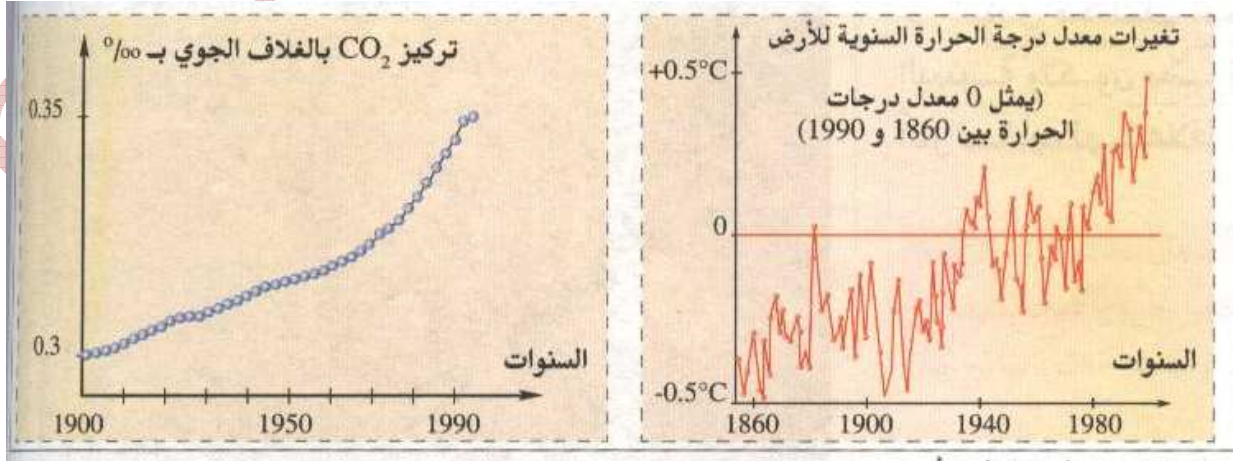 تغيرات معدل درجة الحرارة السنوية للأرض
+0.5°C
(يمثل 0 معدل درجات
الحرارة بين 1860 و 1990)
0
السنوات
-0.5°C
1860 1900 1940 1980
تركيز CO₂ بالغلاف الجوي بـ ‰
0.35
0.3
السنوات
1900 1950 1990